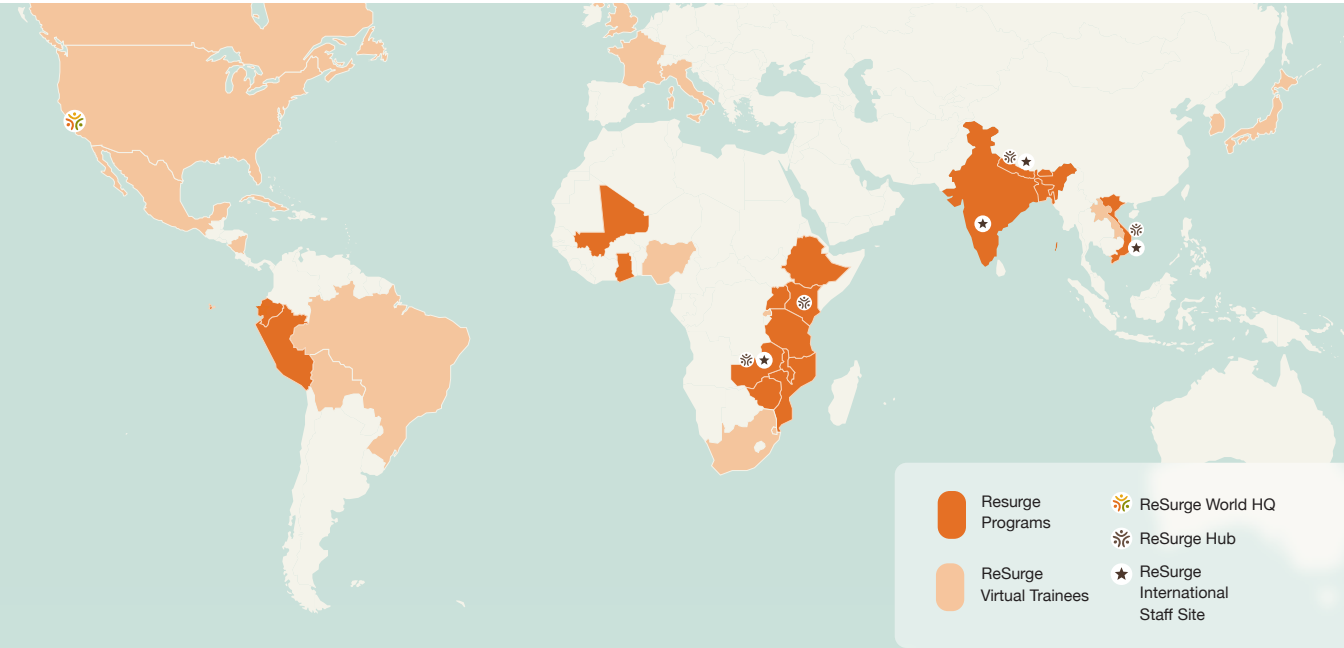 Resurge
Programs
ReSurge
Virtual Trainees
ReSurge World HQ
ReSurge Hub
ReSurge
International
Staff Site